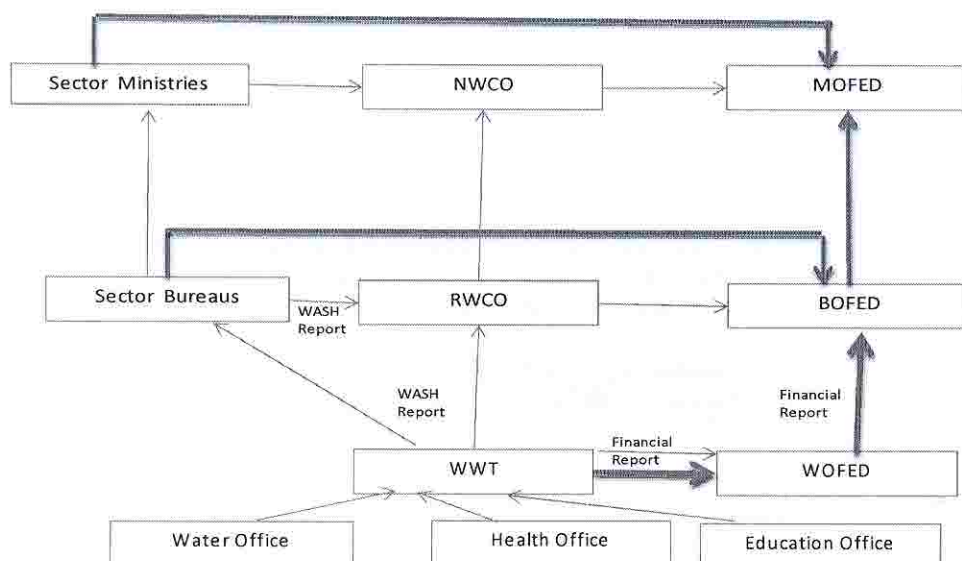 Sector Ministries
NWCO
MOFED
Sector Bureaus
WASH
Report
RWCO
BOFED
WASH
Report
Financial
Report
WWT
Financial
Report
WOFED
Water Office
Health Office
Education Office